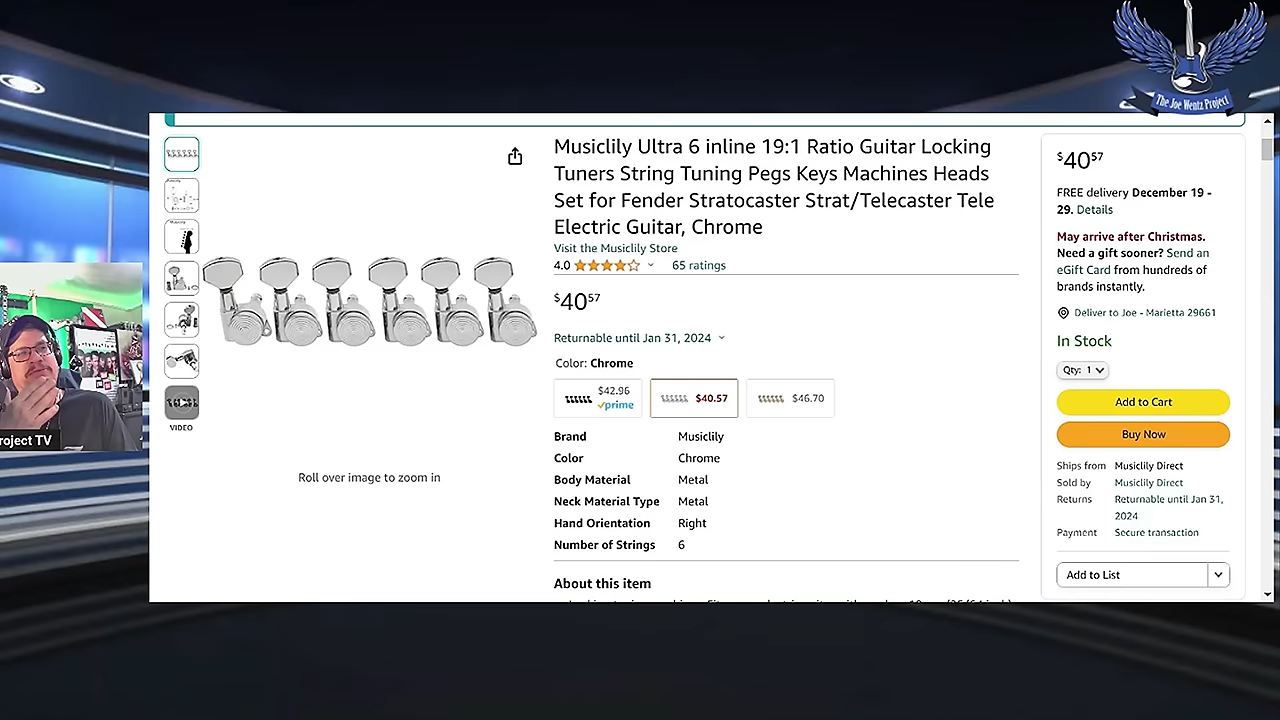 The Joe Wentz Project
Musiclily Ultra 6 inline 19:1 Ratio Guitar Locking
Tuners String Tuning Pegs Keys Machines Heads
Set for Fender Stratocaster Strat/Telecaster Tele
Electric Guitar, Chrome
Visit the Musiclily Store
4.0
65 ratings
$4057
Returnable until Jan 31, 2024
Color: Chrome
$42.96
prime
$40.57
$46.70
Brand Musiclily
Color Chrome
Body Material Metal
Neck Material Type Metal
Hand Orientation Right
Number of Strings 6
About this item
VIDEO
Roll over image to zoom in
roject TV
$4057
FREE delivery December 19 -
29. Details
May arrive after Christmas.
Need a gift sooner? Send an
eGift Card from hundreds of
brands instantly.
Deliver to Joe - Marietta 29661
In Stock
Qty: 1
Add to Cart
Buy Now
Ships from Musiclily Direct
Sold by Musiclily Direct
Returns Returnable until Jan 31,
2024
Payment Secure transaction
Add to List